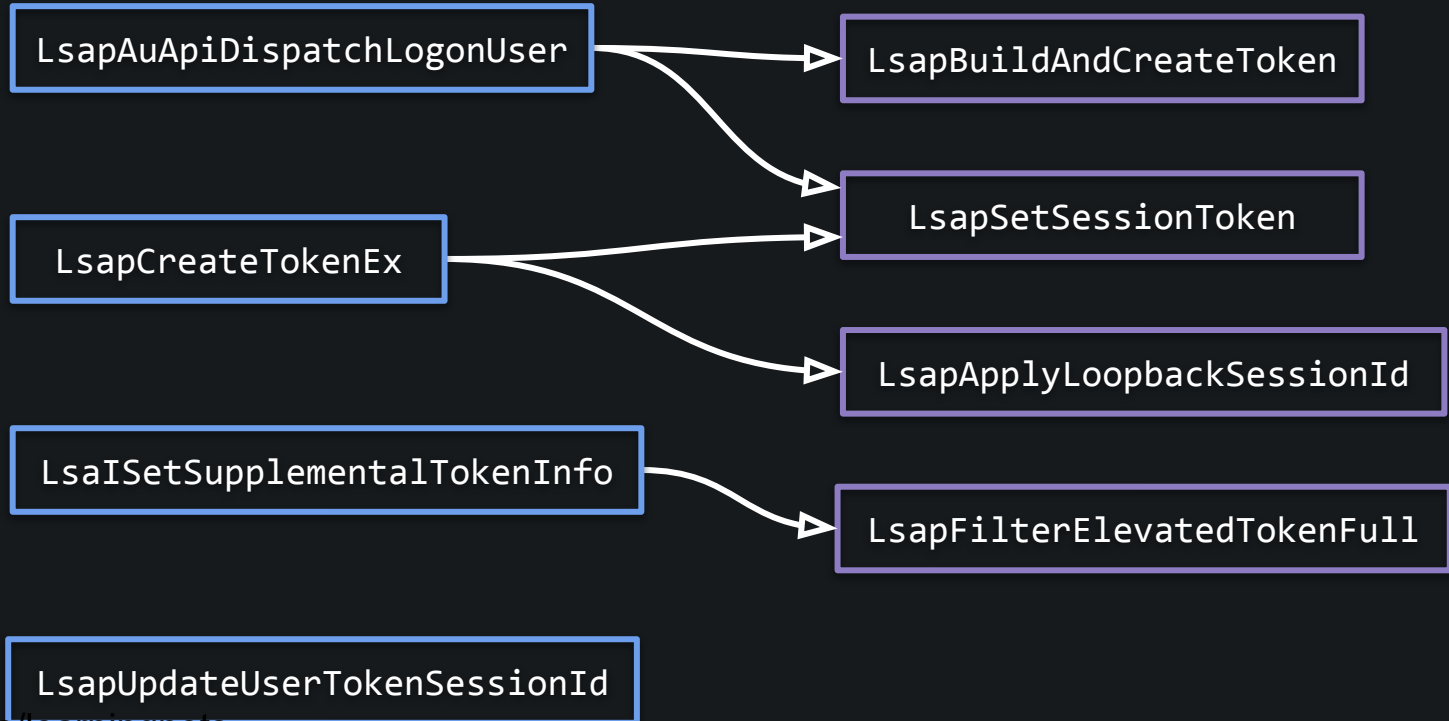 LsapAuApiDispatchLogonUser
LsapBuildAndCreateToken
LsapSetSessionToken
LsapCreateTokenEx
LsapApplyLoopbackSessionId
LsaISetSupplementalTokenInfo
LsapFilterElevatedTokenFull
LsapUpdateUserTokenSessionId